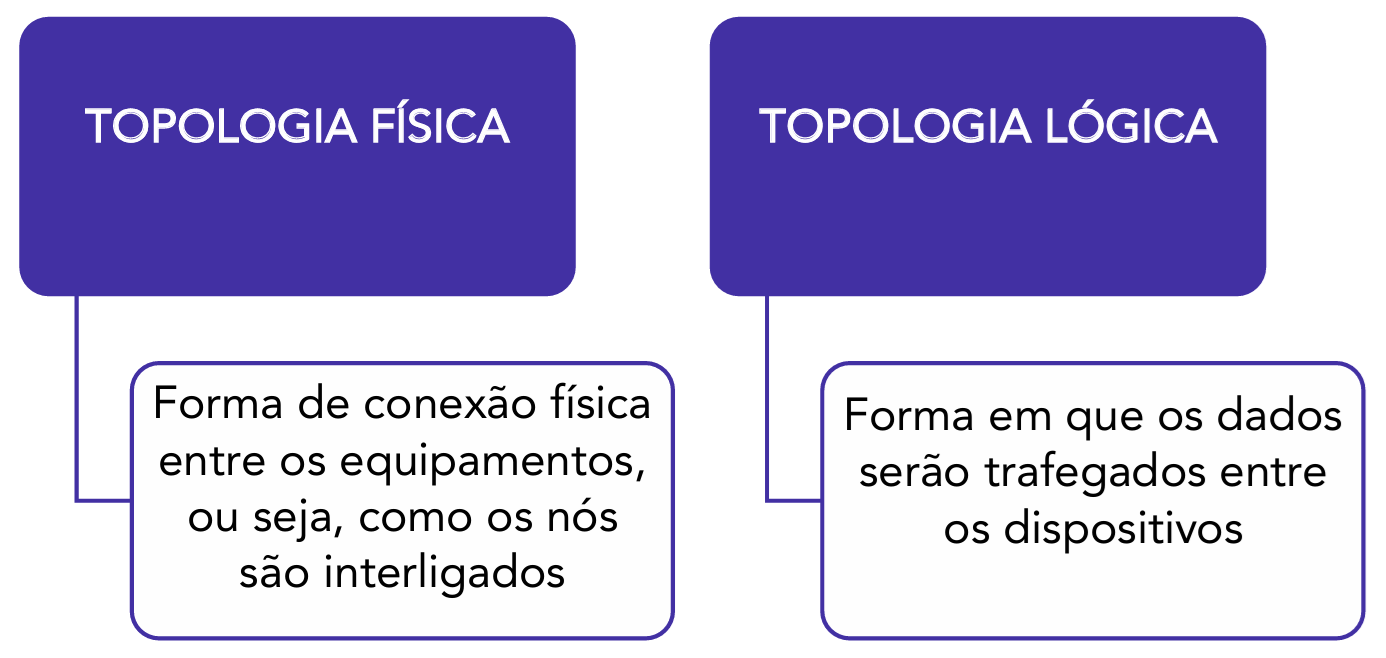 TOPOLOGIA FÍSICA
Forma de conexão física
entre os equipamentos,
ou seja, como os nós
são interligados
TOPOLOGIA LÓGICA
Forma em que os dados
serão trafegados entre
os dispositivos